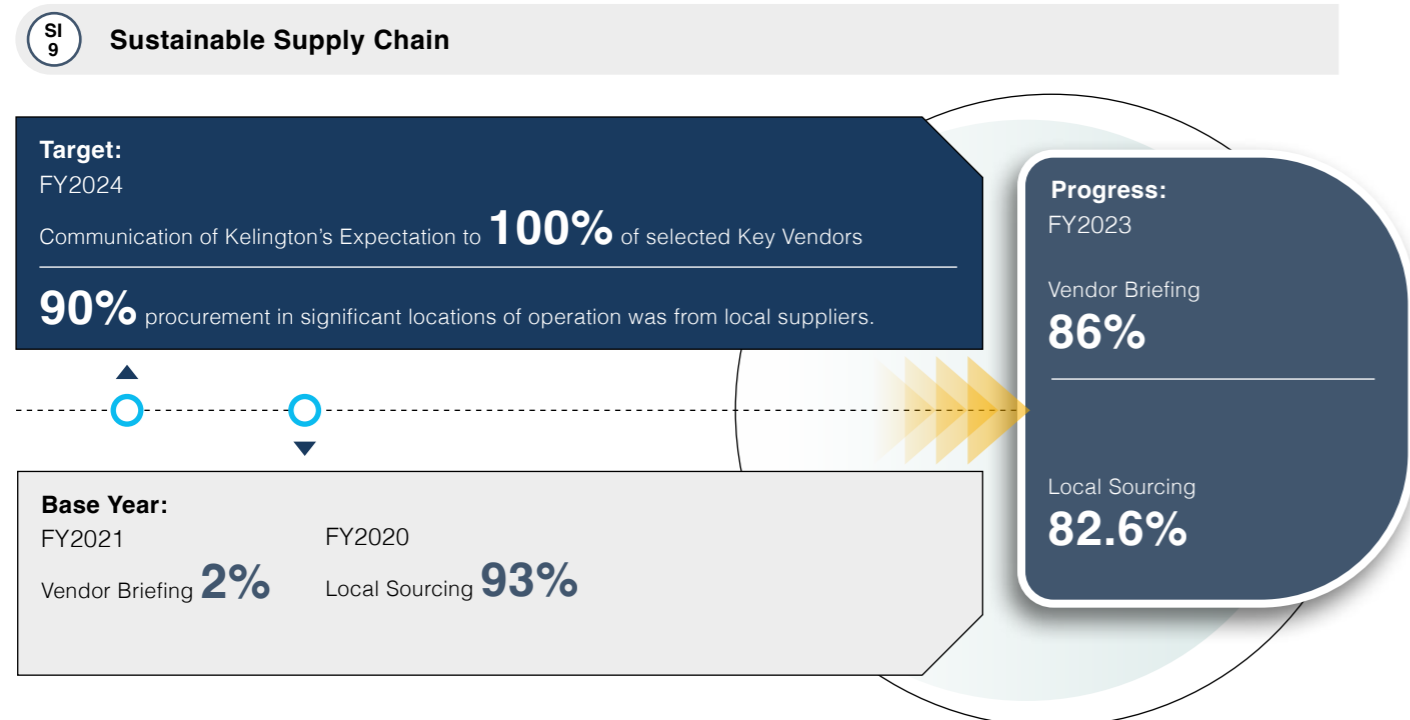 SI
9
Sustainable Supply Chain
Target:
FY2024
Communication of Kelington’s Expectation to 100% of selected Key Vendors
90% procurement in significant locations of operation was from local suppliers.
Progress:
FY2023
Vendor Briefing
86%
Local Sourcing
82.6%
Base Year:
FY2021
Vendor Briefing 2%
FY2020
Local Sourcing 93%